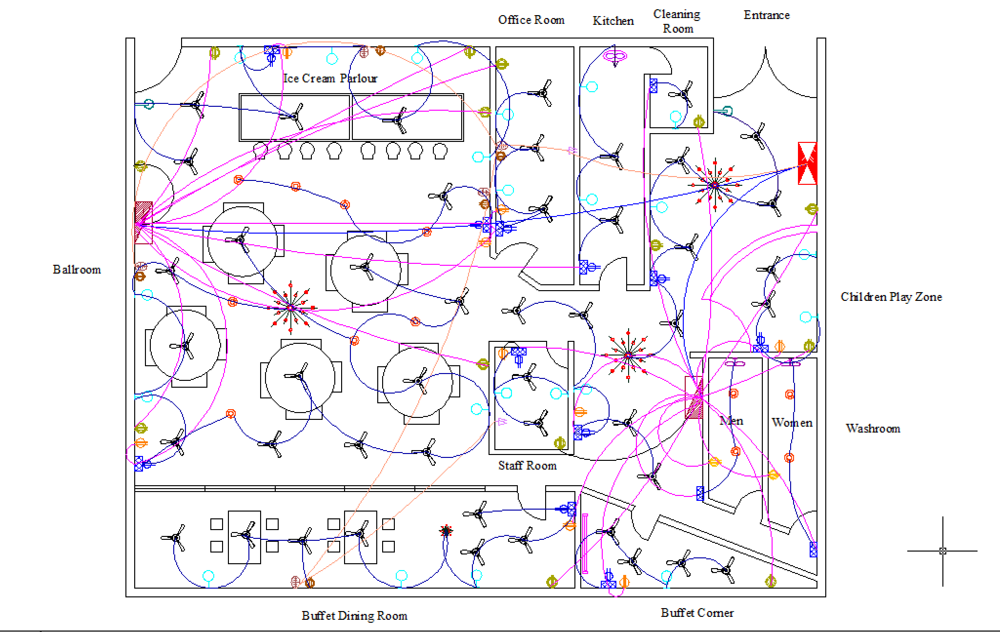 Office Room
Kitchen
Cleaning
Room
Entrance
Ice Cream Parlour
Ballroom
Children Play Zone
Men
Women
Washroom
Staff Room
Buffet Dining Room
Buffet Corner